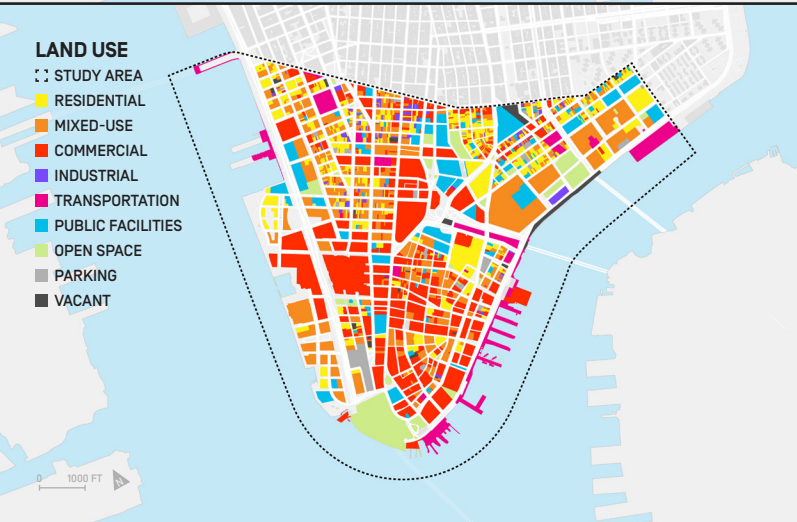 LAND USE
STUDY AREA
RESIDENTIAL
MIXED-USE
COMMERCIAL
INDUSTRIAL
TRANSPORTATION
PUBLIC FACILITIES
OPEN SPACE
PARKING
VACANT
0 1000 FT N